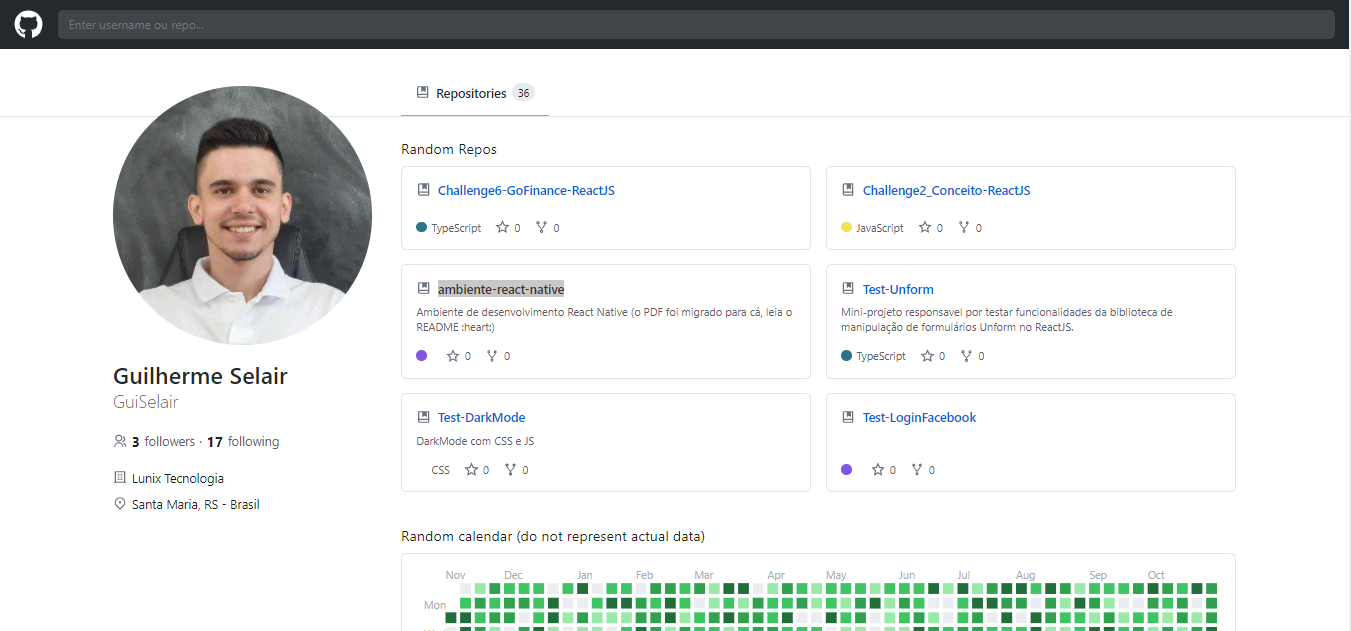 Enter username ou repo...
Repositories 36
Guilherme Selair
GuiSelair
3 followers · 17 following
Lunix Tecnologia
Santa Maria, RS - Brasil
Random Repos
Challenge6-GoFinance-ReactJS
TypeScript 0 0
Challenge2_Conceito-ReactJS
JavaScript 0 0
ambiente-react-native
Ambiente de desenvolvimento React Native (o PDF foi migrado para cá, leia o
README :heart:)
0 0
Test-Unform
Mini-projeto responsavel por testar funcionalidades da biblioteca de
manipulação de formulários Unform no ReactJS.
TypeScript 0 0
Test-DarkMode
DarkMode com CSS e JS
CSS 0 0
Test-LoginFacebook
0 0
Random calendar (do not represent actual data)
Nov Dec Jan Feb Mar Apr May Jun Jul Aug Sep Oct
Mon